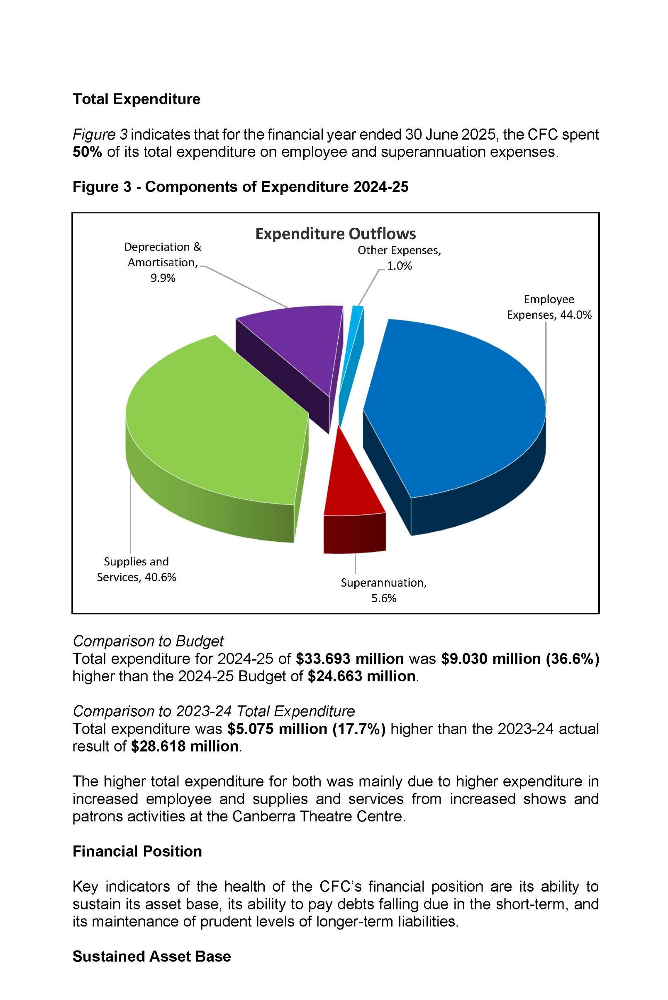 Total Expenditure
Figure 3 indicates that for the financial year ended 30 June 2025, the CFC spent
50% of its total expenditure on employee and superannuation expenses.
Figure 3 - Components of Expenditure 2024-25
Expenditure Outflows
Depreciation &
Amortisation,
9.9%
Other Expenses,
1.0%
Employee
Expenses, 44.0%
Supplies and
Services, 40.6%
Superannuation,
5.6%
Comparison to Budget
Total expenditure for 2024-25 of $33.693 million was $9.030 million (36.6%)
higher than the 2024-25 Budget of $24.663 million.
Comparison to 2023-24 Total Expenditure
Total expenditure was $5.075 million (17.7%) higher than the 2023-24 actual
result of $28.618 million.
The higher total expenditure for both was mainly due to higher expenditure in
increased employee and supplies and services from increased shows and
patrons activities at the Canberra Theatre Centre.
Financial Position
Key indicators of the health of the CFC’s financial position are its ability to
sustain its asset base, its ability to pay debts falling due in the short-term, and
its maintenance of prudent levels of longer-term liabilities.
Sustained Asset Base